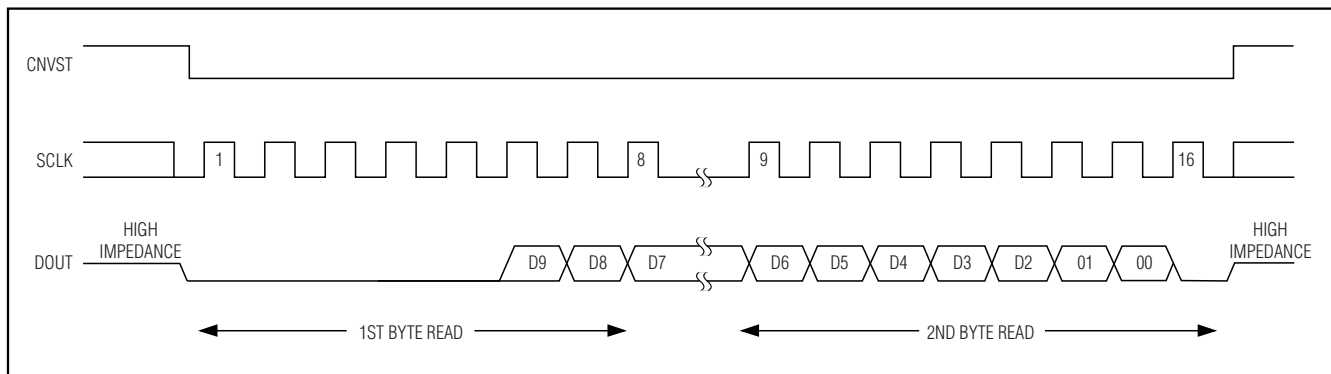 CNVST
SCLK 1 8 9 16
HIGH
IMPEDANCE
DOUT D9 D8 D7 D6 D5 D4 D3 D2 01 00
HIGH
IMPEDANCE
1ST BYTE READ 2ND BYTE READ